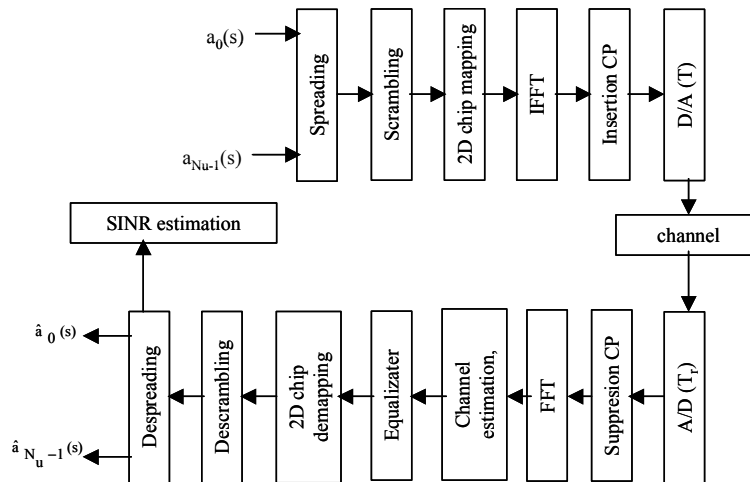 a0(s)
aNu-1(s)
Spreading
Scrambling
2D chip mapping
IFFT
Insertion CP
D/A (T)
channel
SINR estimation
â 0 (s)
â Nu −1(s)
Despreading
Descrambling
2D chip
demapping
Equalizater
Channel
estimation,
FFT
Suppresion CP
A/D (Tr)